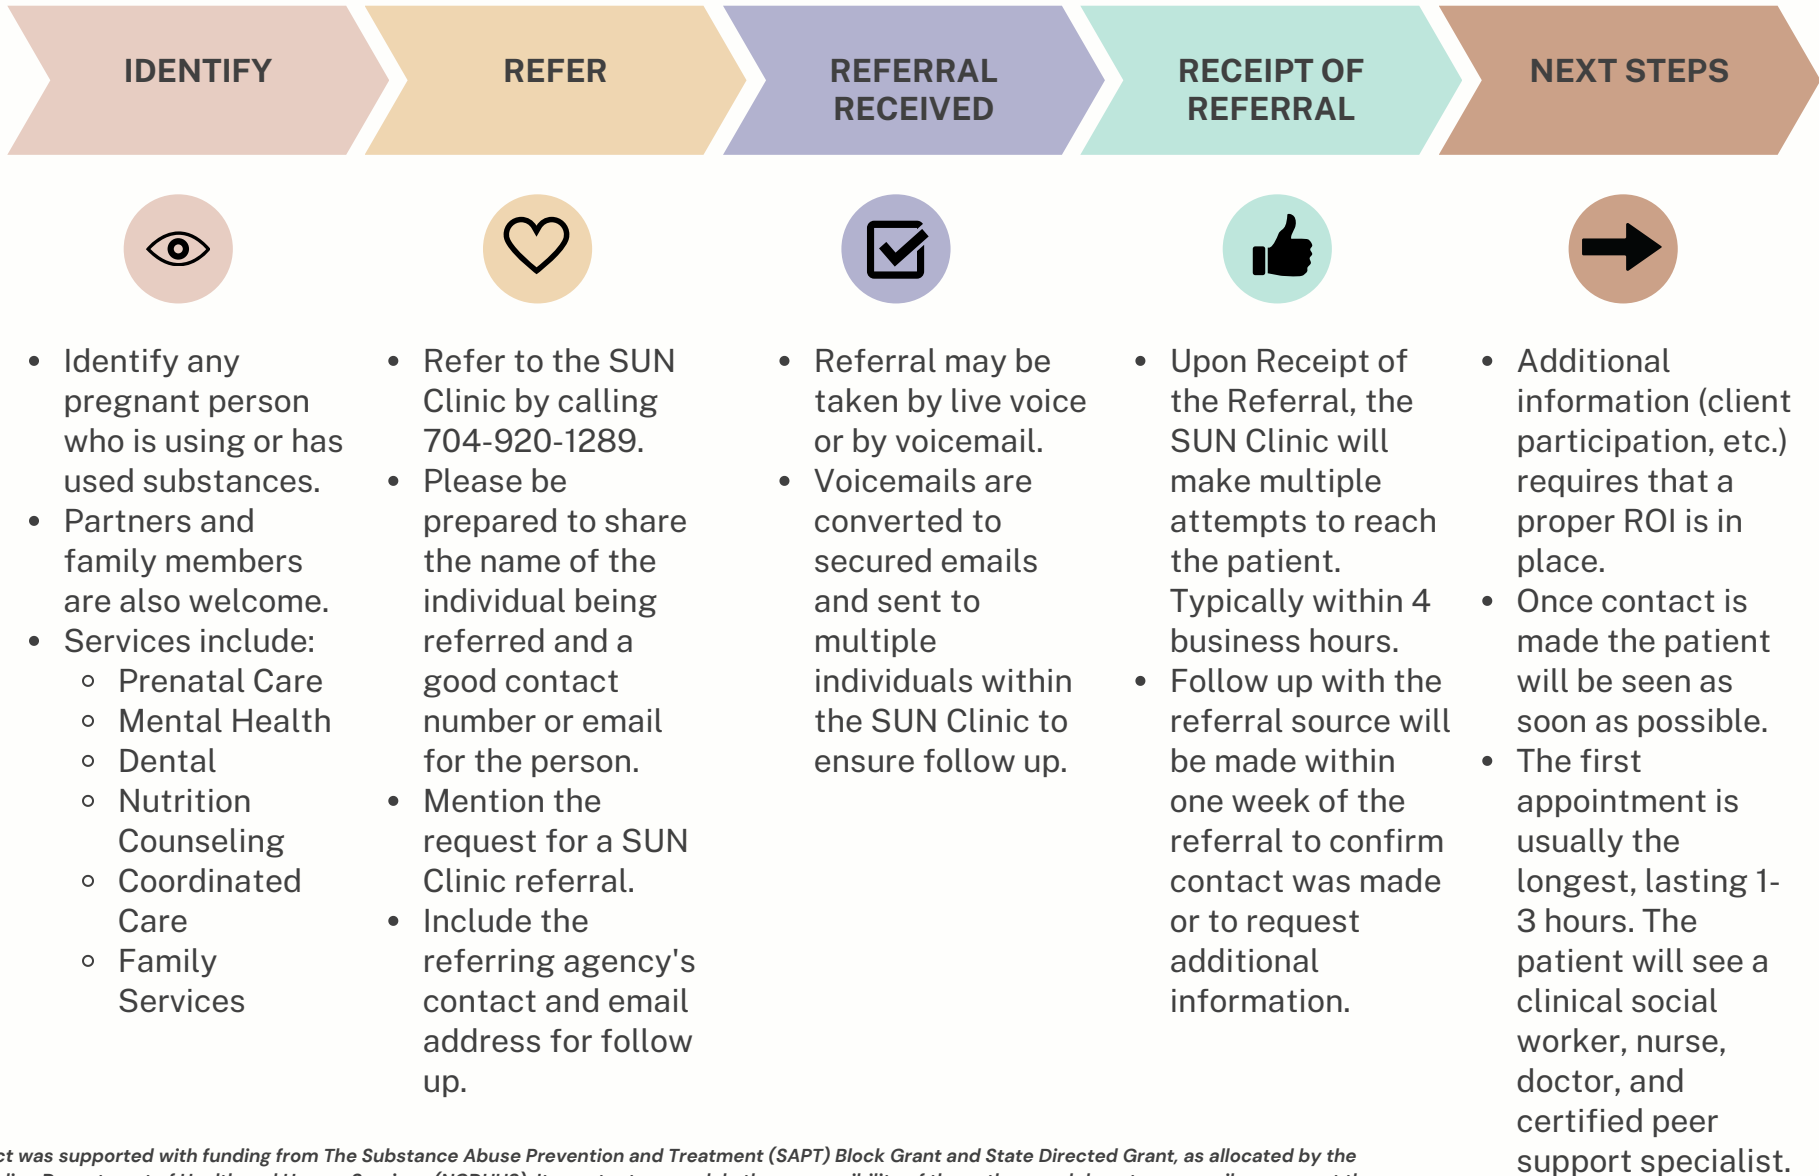 IDENTIFY
REFER
REFERRAL
RECEIVED
RECEIPT OF
REFERRAL
NEXT STEPS
• Identify any
pregnant person
who is using or has
used substances.
• Partners and
family members
are also welcome.
• Services include:
◦ Prenatal Care
◦ Mental Health
◦ Dental
◦ Nutrition
Counseling
◦ Coordinated
Care
◦ Family
Services
• Refer to the SUN
Clinic by calling
704-920-1289.
• Please be
prepared to share
the name of the
individual being
referred and a
good contact
number or email
for the person.
• Mention the
request for a SUN
Clinic referral.
• Include the
referring agency's
contact and email
address for follow
up.
• Referral may be
taken by live voice
or by voicemail.
• Voicemails are
converted to
secured emails
and sent to
multiple
individuals within
the SUN Clinic to
ensure follow up.
• Upon Receipt of
the Referral, the
SUN Clinic will
make multiple
attempts to reach
the patient.
Typically within 4
business hours.
• Follow up with the
referral source will
be made within
one week of the
referral to confirm
contact was made
or to request
additional
information.
• Additional
information (client
participation, etc.)
requires that a
proper ROI is in
place.
• Once contact is
made the patient
will be seen as
soon as possible.
• The first
appointment is
usually the
longest, lasting 1-
3 hours. The
patient will see a
clinical social
worker, nurse,
doctor, and
certified peer
support specialist.
was supported with funding from The Substance Abuse Prevention and Treatment (SAPT) Block Grant and State Directed Grant, as allocated by the